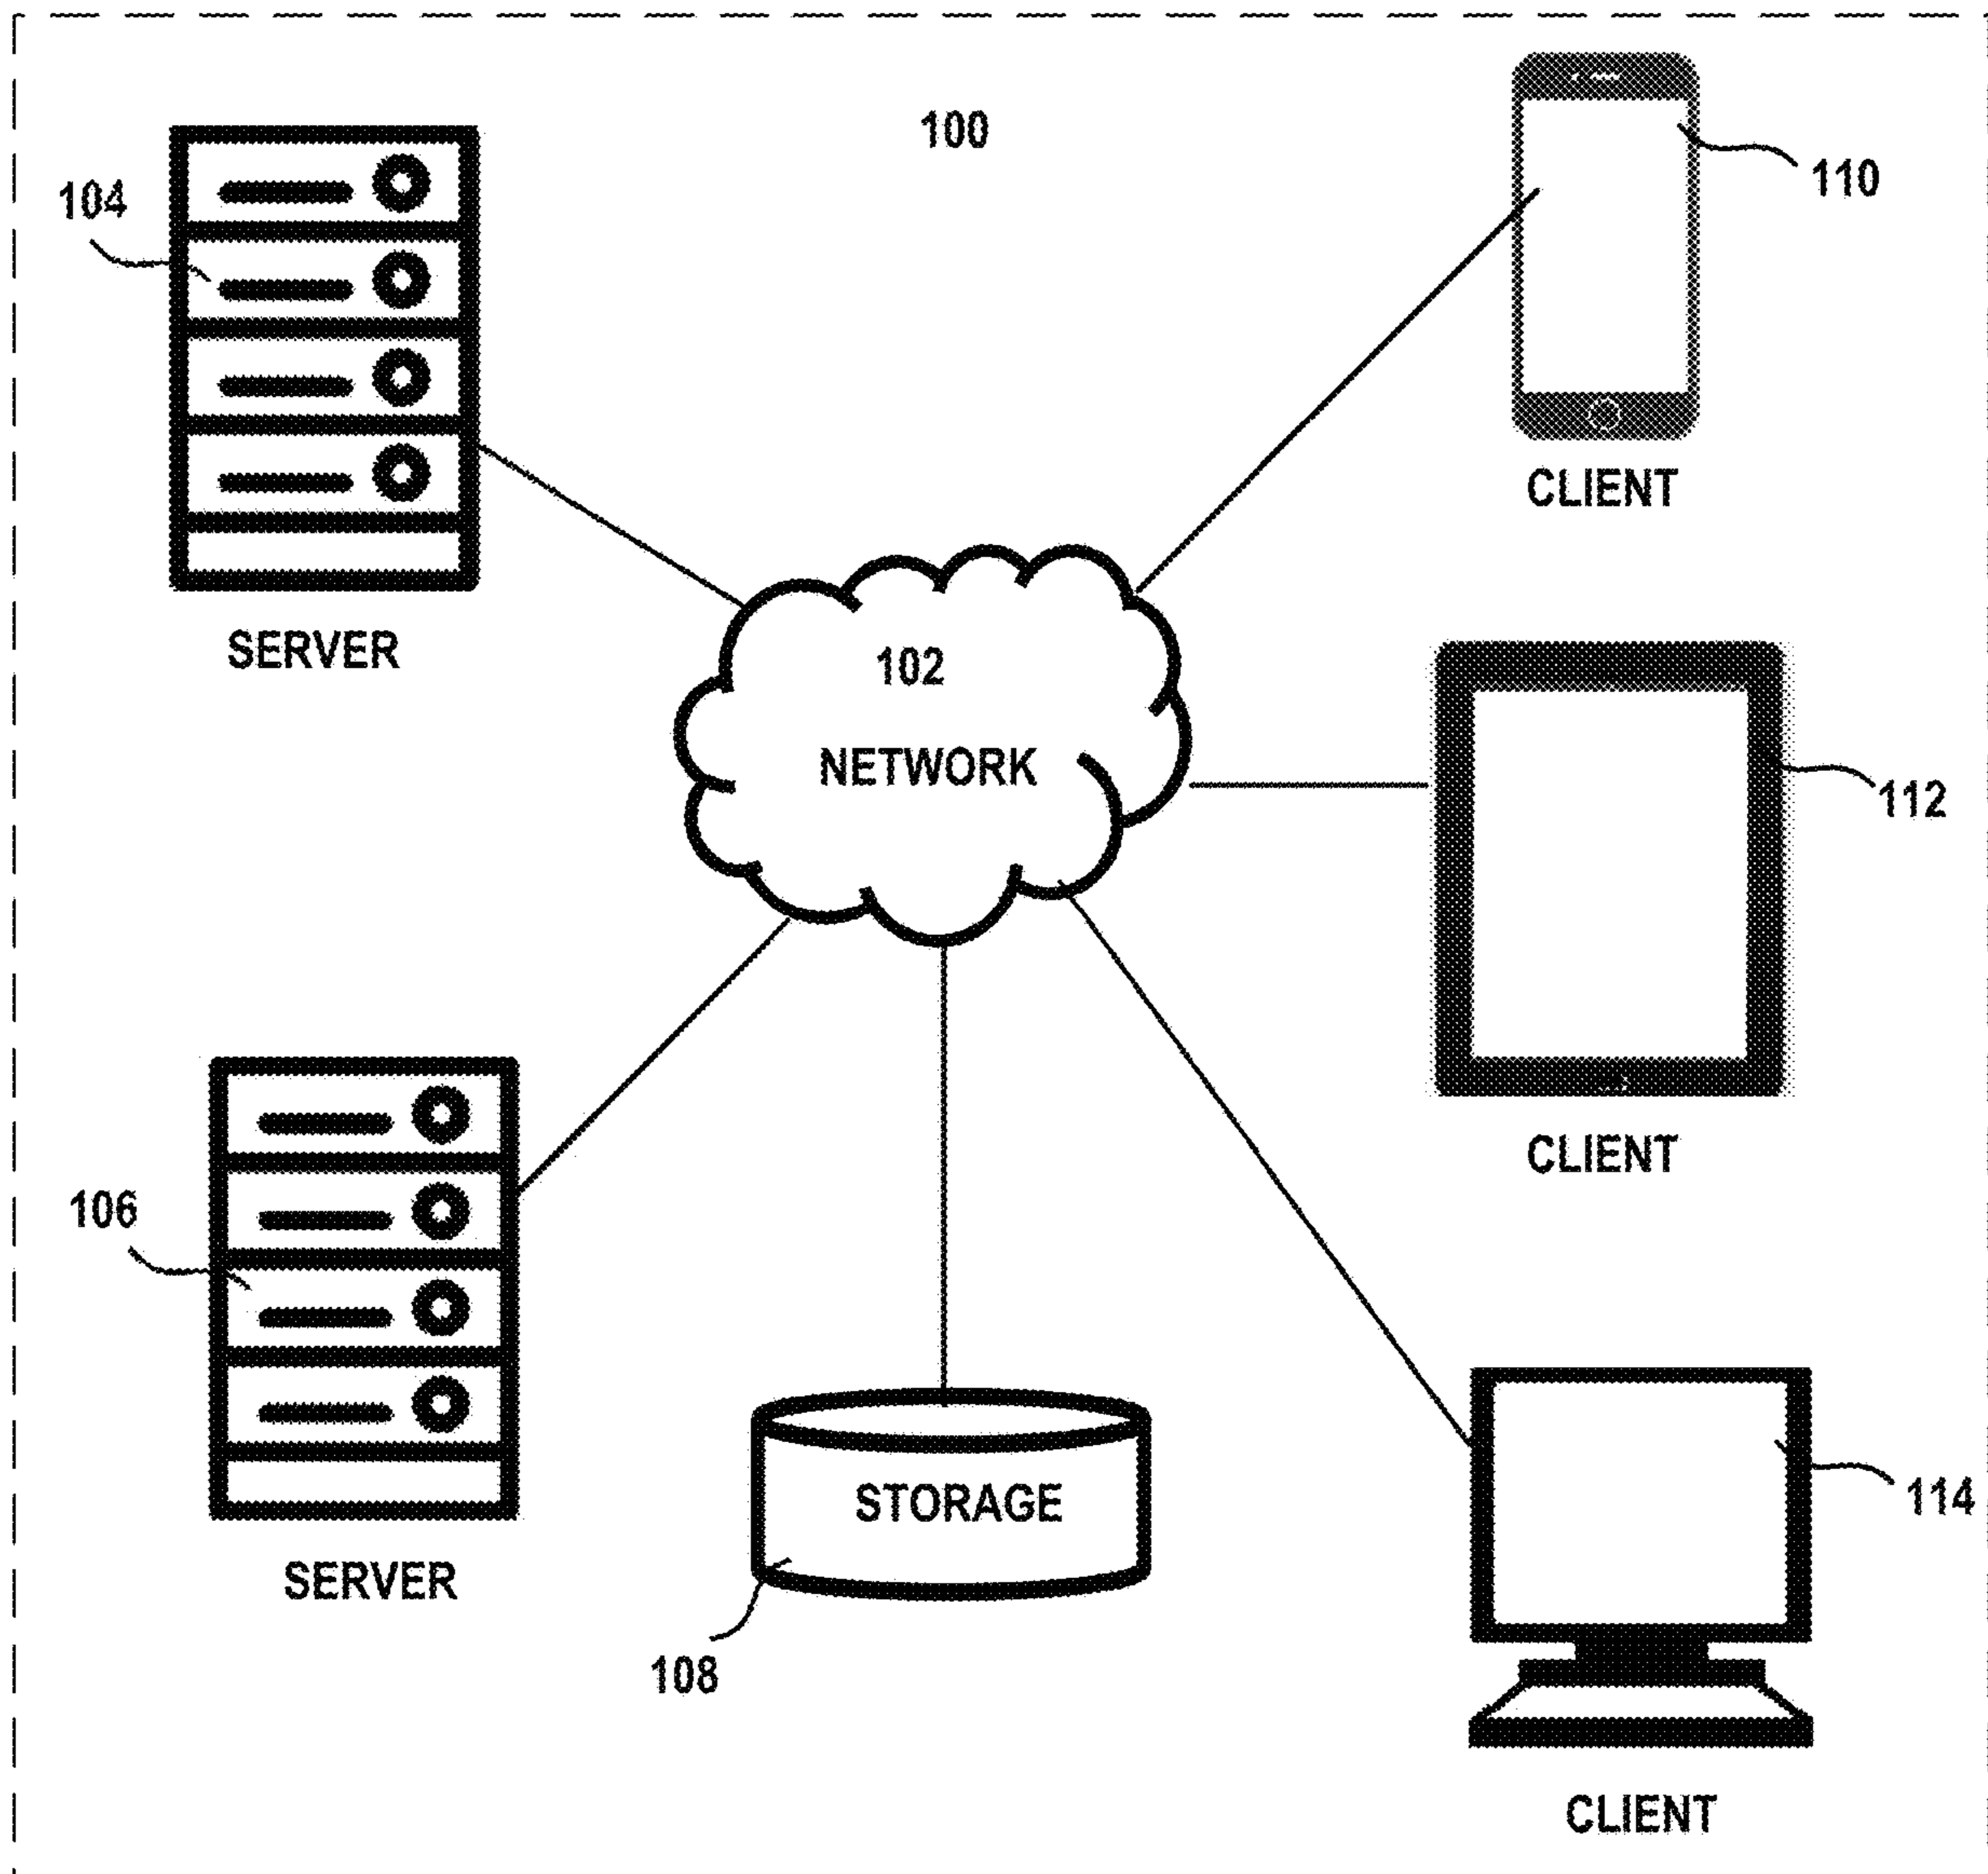 100
110
104
CLIENT
SERVER
102
NETWORK
112
CLIENT
106
STORAGE
114
SERVER
108
CLIENT